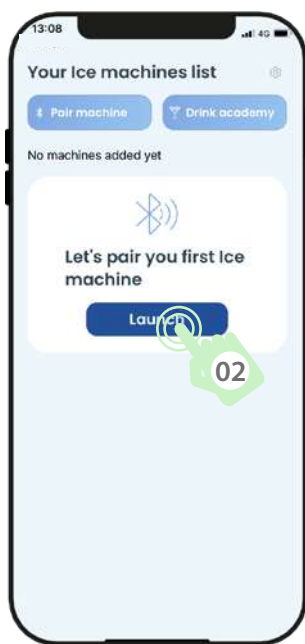 13:08
4G
Your Ice machines list
Pair machine
Drink academy
No machines added yet
Let's pair you first Ice
machine
Launch
02